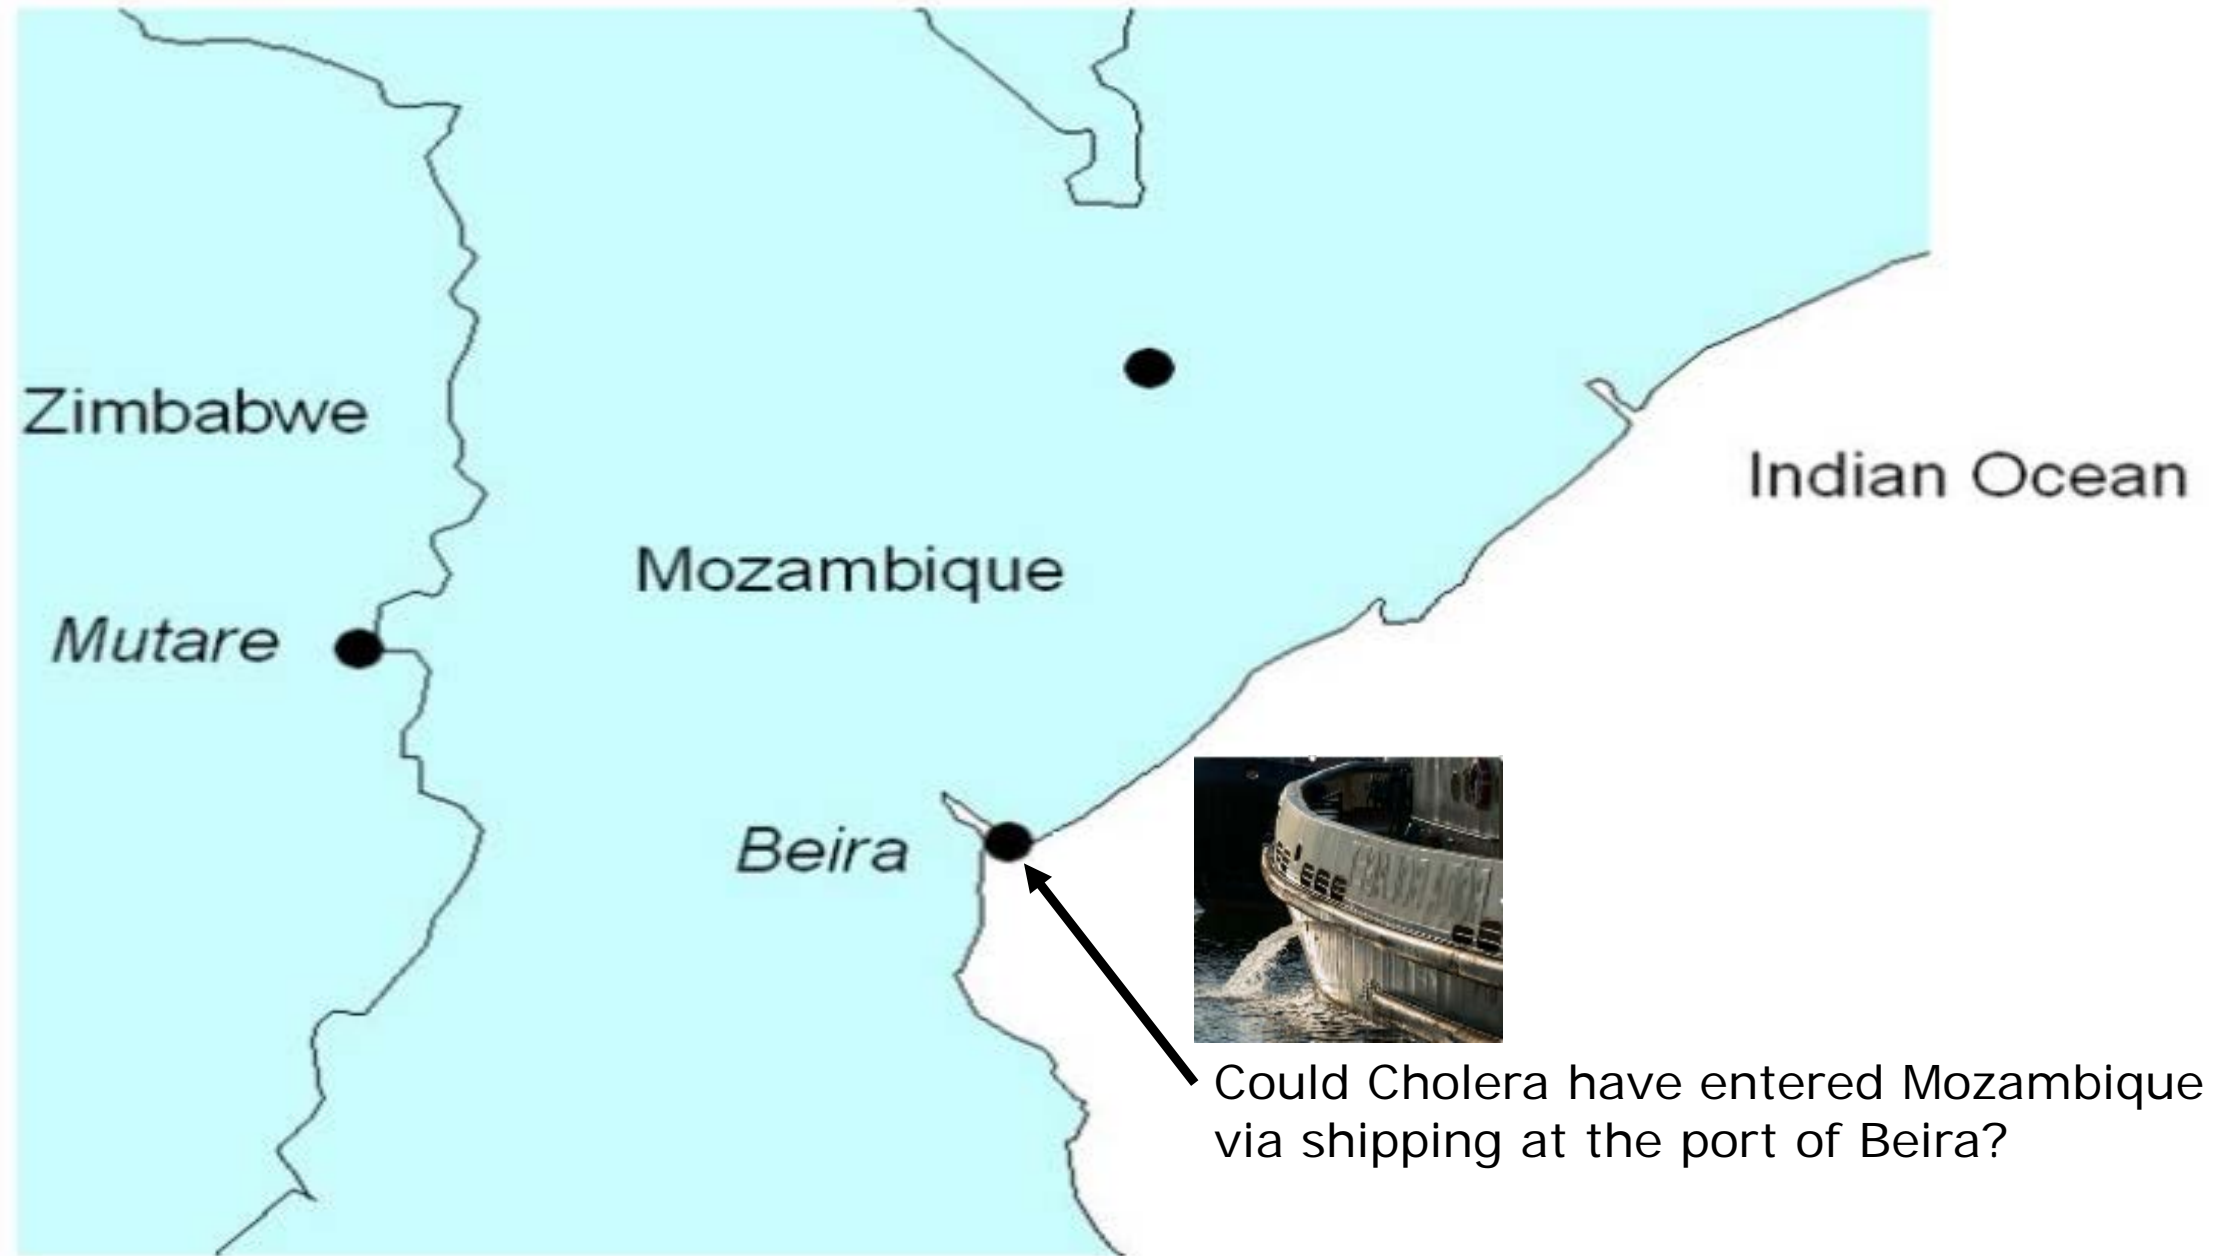 Zimbabwe
Indian Ocean
Mozambique
Mutare
Beira
Could Cholera have entered Mozambique
via shipping at the port of Beira?